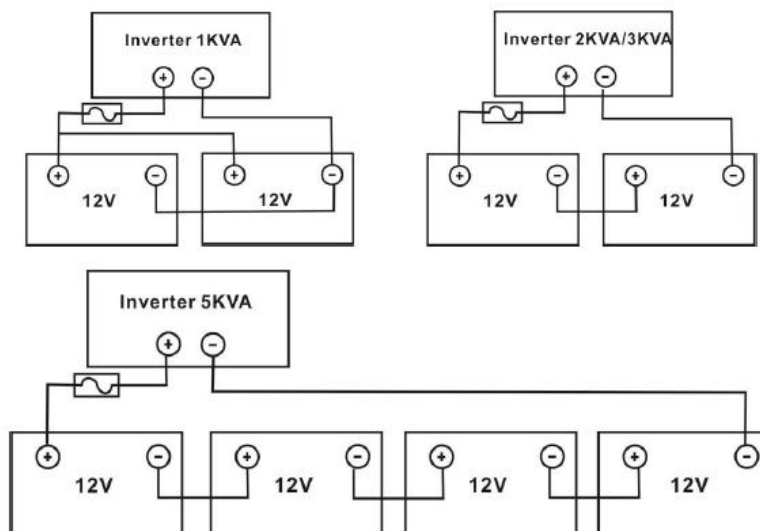 Inverter 1KVA
+ −
+ − + −
12V 12V
Inverter 2KVA/3KVA
+ −
+ − + −
12V 12V
Inverter 5KVA
+ −
+ − + − + − + −
12V 12V 12V 12V